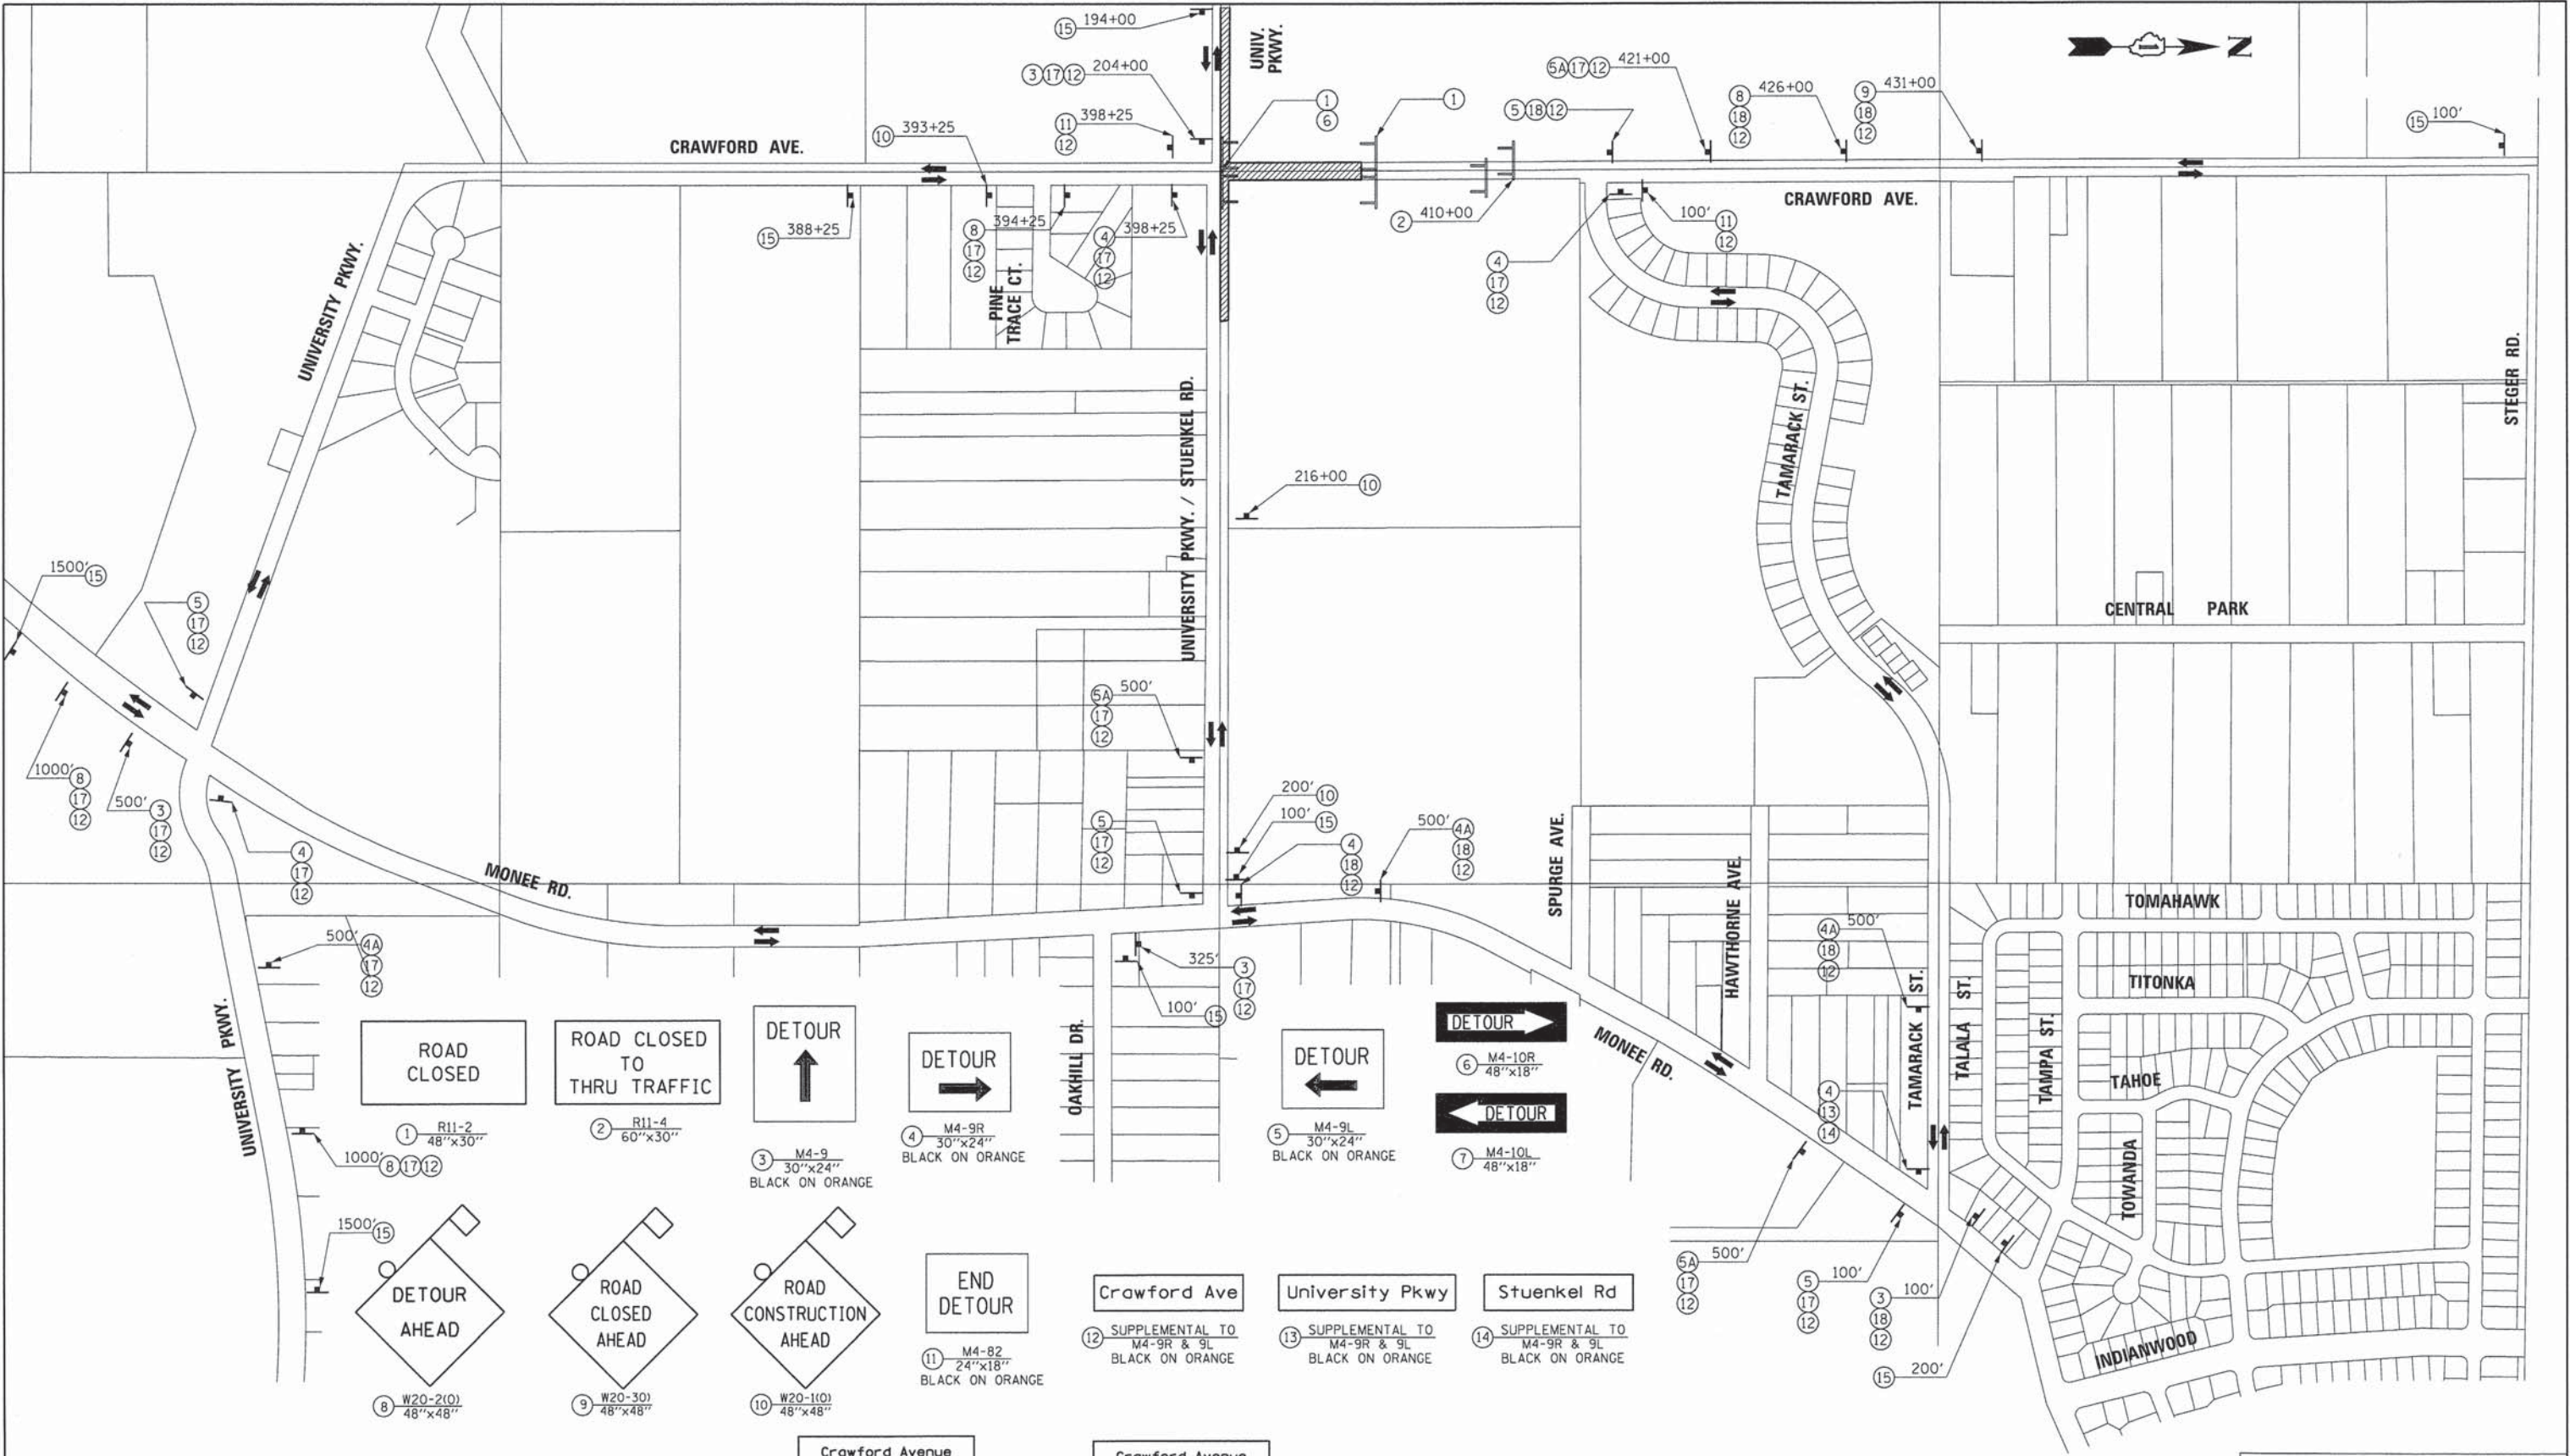 15 194+00
UNIV.
PKWY.
3 17 12 204+00
1
6
1
5A 17 12 421+00
5 18 12
8 426+00
18
12
9 431+00
18
12
N
15 100'
CRAWFORD AVE.
10 393+25
11 398+25
12
15 388+25
8 394+25
17
12
4 398+25
17
12
PINE
TRACE CT.
2 410+00
4
17
12
100' 11
12
CRAWFORD AVE.
UNIVERSITY PKWY.
UNIVERSITY PKWY. / STUENKEL RD.
TAMARACK ST.
STEGER RD.
216+00 10
1500' 15
5
17
12
CENTRAL PARK
5A 500'
17
12
1000' 8
17
12
500' 3
17
12
4
17
12
MONEE RD.
5
17
12
200' 10
100' 15
4
18
12
500' 4A
18
12
SPURGE AVE.
HAWTHORNE AVE.
4A 500'
18
12
TOMAHAWK
TITONKA
TAHOE
TOWANDA
INDIANWOOD
TAMARACK ST.
TALALA ST.
TAMPA ST.
500' 4A
17
12
325' 3
17
12
100' 15
OAKHILL DR.
MONEE RD.
UNIVERSITY PKWY.
1000' 8 17 12
1500' 15
4
13
14
5A 500'
17
12
5 100'
17
12
3 100'
18
12
15 200'
ROAD
CLOSED
1 R11-2
48"x30"
ROAD CLOSED
TO
THRU TRAFFIC
2 R11-4
60"x30"
DETOUR
3 M4-9
30"x24"
BLACK ON ORANGE
DETOUR
4 M4-9R
30"x24"
BLACK ON ORANGE
DETOUR
5 M4-9L
30"x24"
BLACK ON ORANGE
DETOUR
6 M4-10R
48"x18"
DETOUR
7 M4-10L
48"x18"
DETOUR
AHEAD
8 W20-2(O)
48"x48"
ROAD
CLOSED
AHEAD
9 W20-3O)
48"x48"
ROAD
CONSTRUCTION
AHEAD
10 W20-1(O)
48"x48"
END
DETOUR
11 M4-82
24"x18"
BLACK ON ORANGE
Crawford Ave
12 SUPPLEMENTAL TO
M4-9R & 9L
BLACK ON ORANGE
University Pkwy
13 SUPPLEMENTAL TO
M4-9R & 9L
BLACK ON ORANGE
Stuenkel Rd
14 SUPPLEMENTAL TO
M4-9R & 9L
BLACK ON ORANGE
Crawford Avenue
Crawford Avenue